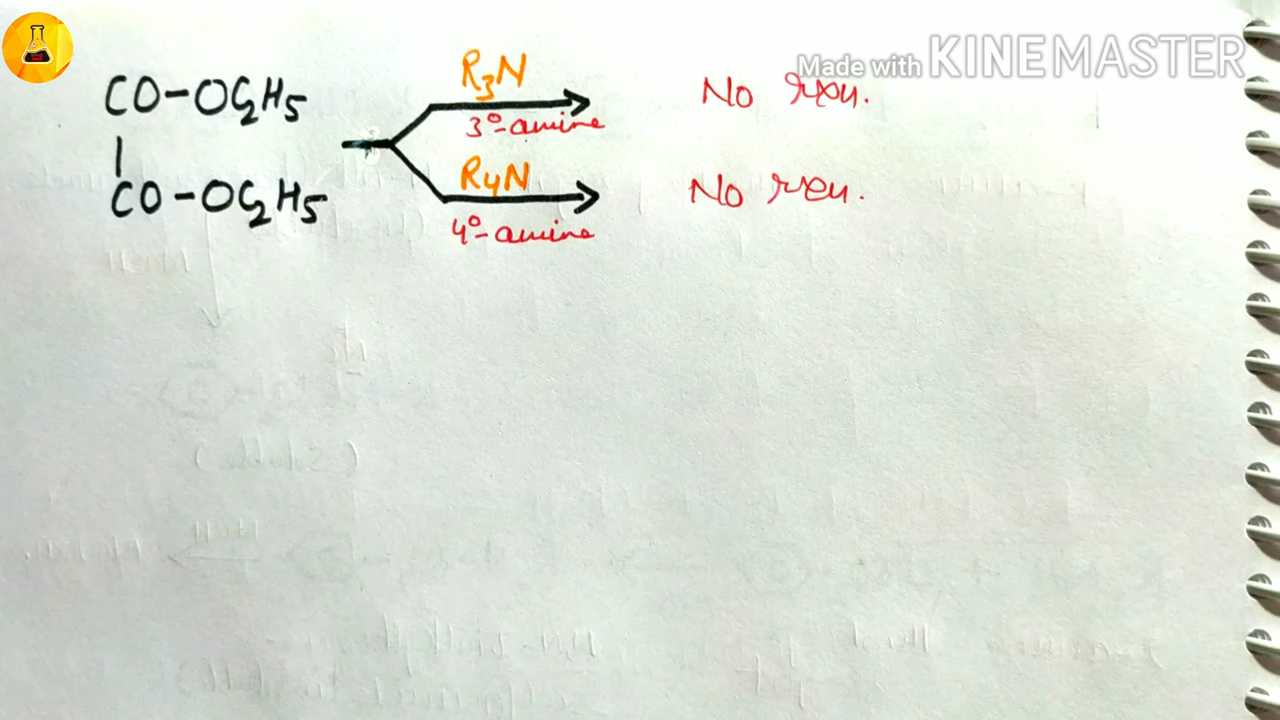 Made with KINEMASTER
CO-OC2H5
|
CO-OC2H5
R3N
3°-amine
No rxn.
R4N
4°-amine
No rxn.